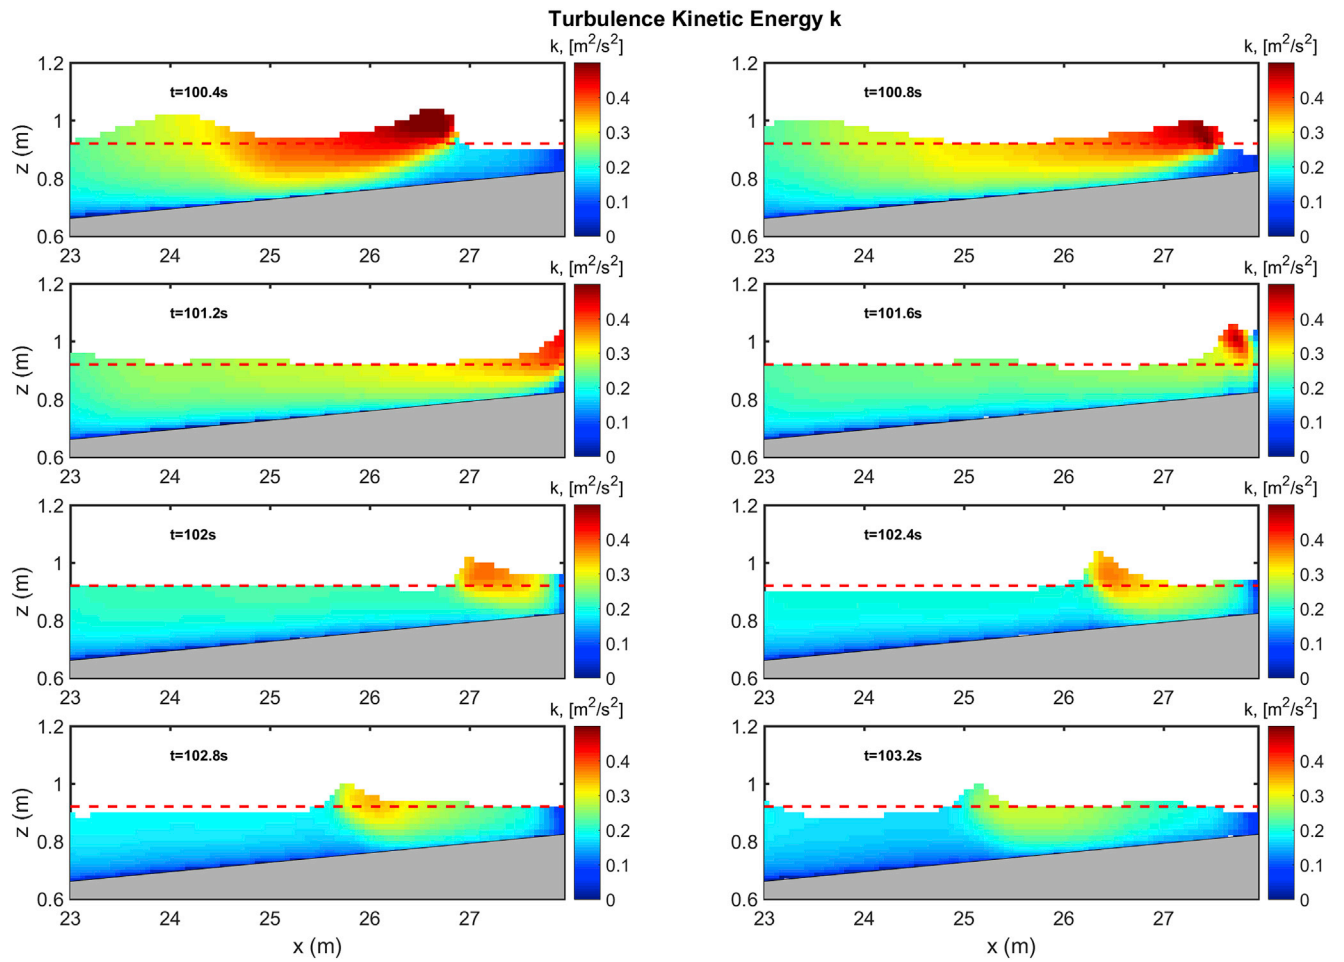 Turbulence Kinetic Energy k
k, [m²/s²] k, [m²/s²]
1.2 0.4 1.2 0.4
t=100.4s t=100.8s
1 0.3 1 0.3
z (m) 0.2 0.2
0.8 0.1 0.8 0.1
0.6 0 0.6 0
23 24 25 26 27 23 24 25 26 27
k, [m²/s²] k, [m²/s²]
1.2 0.4 1.2 0.4
t=101.2s t=101.6s
1 0.3 1 0.3
z (m) 0.2 0.2
0.8 0.1 0.8 0.1
0.6 0 0.6 0
23 24 25 26 27 23 24 25 26 27
k, [m²/s²] k, [m²/s²]
1.2 0.4 1.2 0.4
t=102s t=102.4s
1 0.3 1 0.3
z (m) 0.2 0.2
0.8 0.1 0.8 0.1
0.6 0 0.6 0
23 24 25 26 27 23 24 25 26 27
k, [m²/s²] k, [m²/s²]
1.2 0.4 1.2 0.4
t=102.8s t=103.2s
1 0.3 1 0.3
z (m) 0.2 0.2
0.8 0.1 0.8 0.1
0.6 0 0.6 0
23 24 25 26 27 23 24 25 26 27
x (m) x (m)